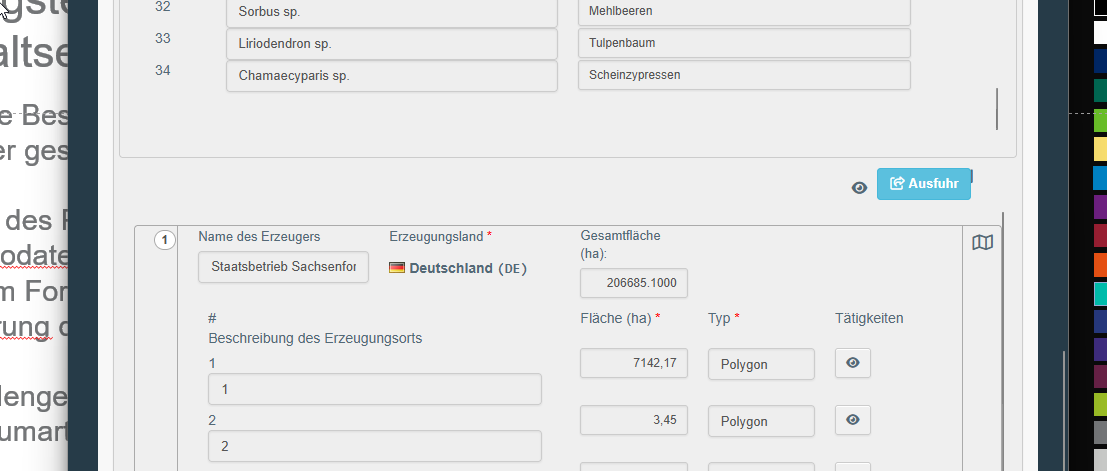 32 Sorbus sp. Mehlbeeren
33 Liriodendron sp. Tulpenbaum
34 Chamaecyparis sp. Scheinzypressen
Ausfuhr
1 Name des Erzeugers Erzeugungsland * Gesamtfläche
(ha):
Staatsbetrieb Deutschland (DE)
206685.1000
# Fläche (ha) * Typ * Tätigkeiten
Beschreibung des Erzeugungsorts
1 7142,17 Polygon
1
2 3,45 Polygon
2
des